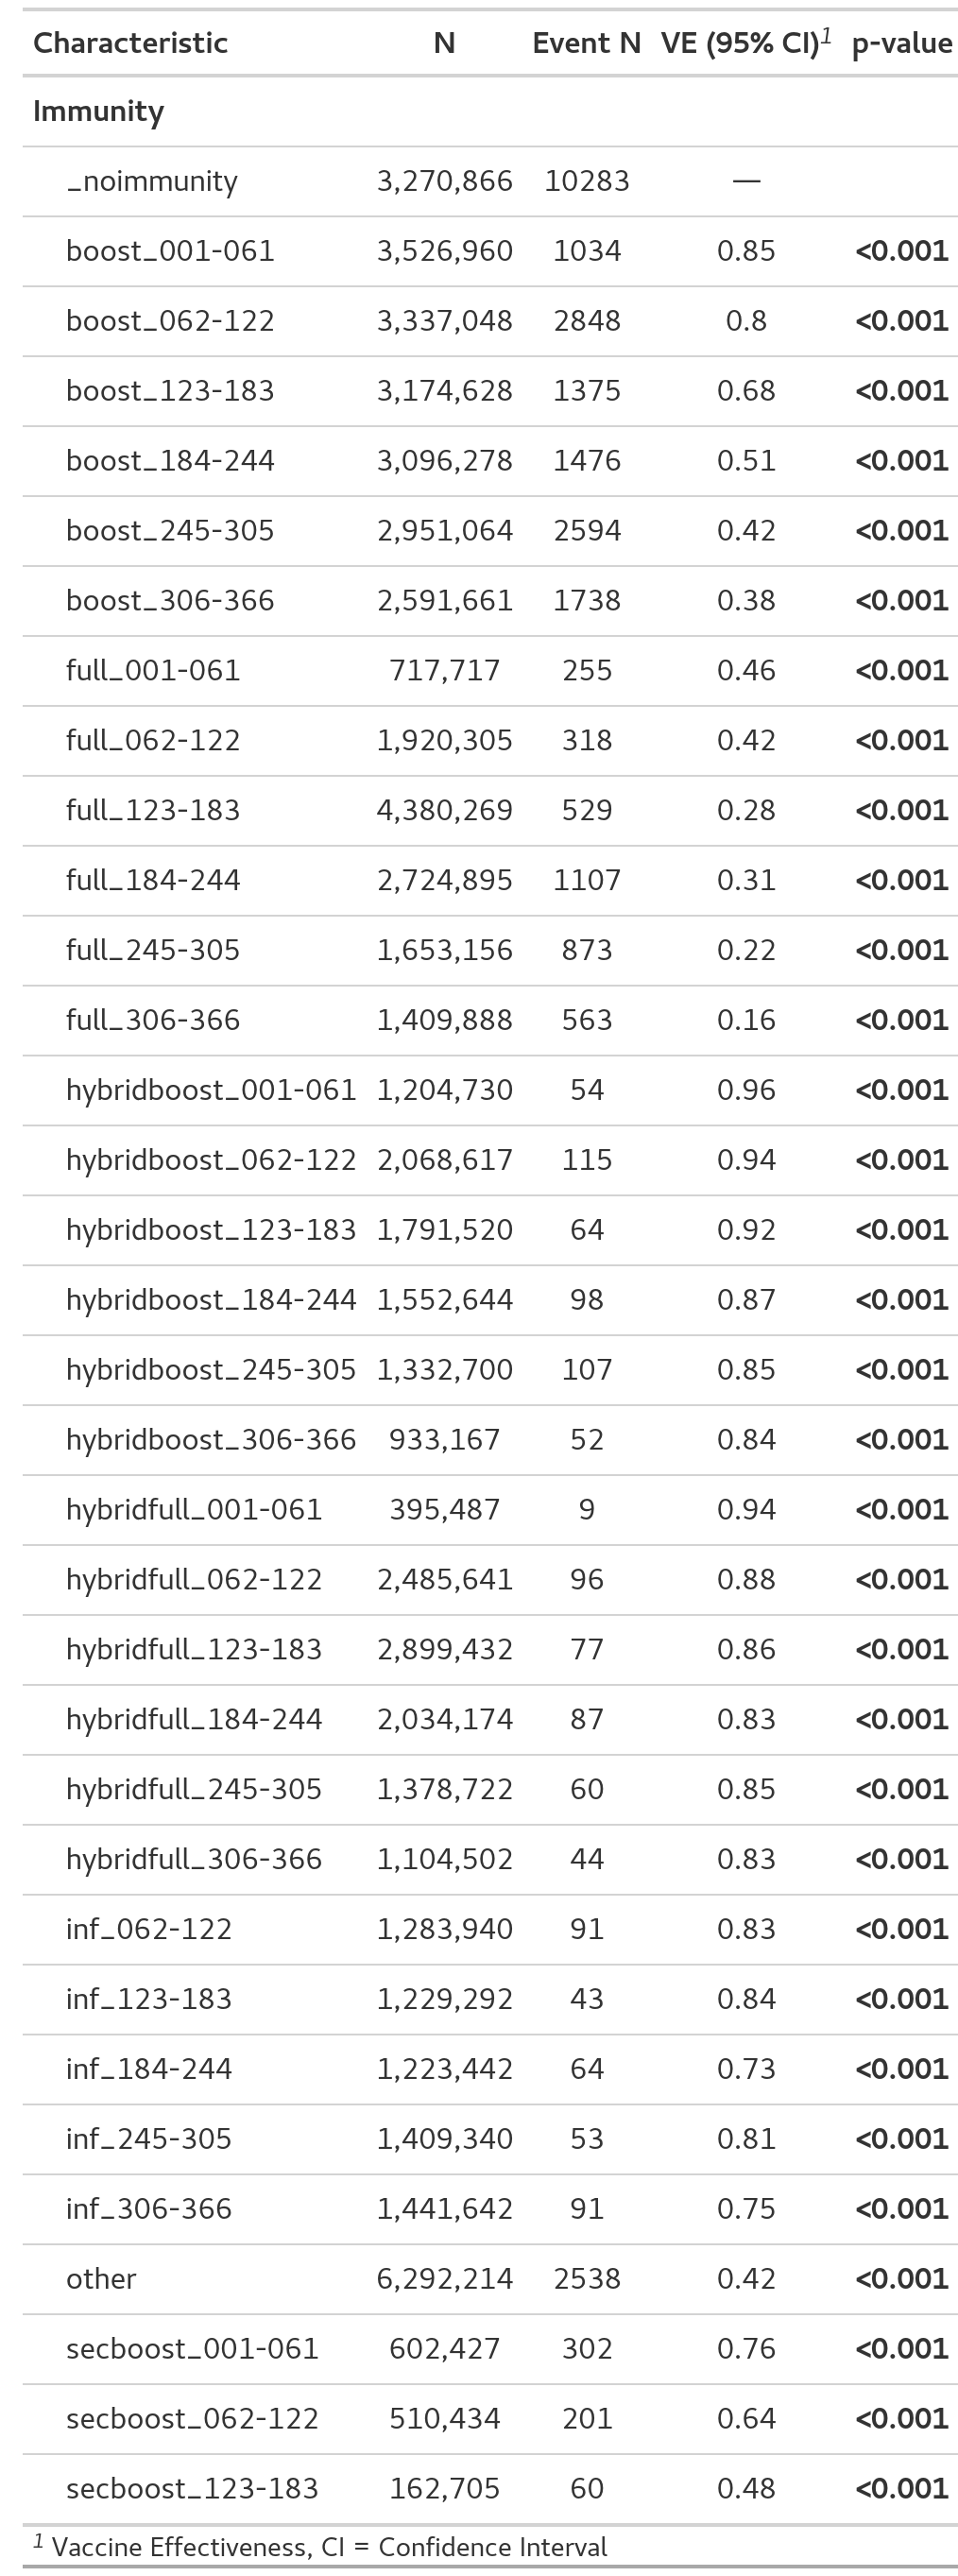 Characteristic N Event N VE (95% CI)1 p-value
Immunity
_noimmunity 3,270,866 10283 —
boost_001-061 3,526,960 1034 0.85 <0.001
boost_062-122 3,337,048 2848 0.8 <0.001
boost_123-183 3,174,628 1375 0.68 <0.001
boost_184-244 3,096,278 1476 0.51 <0.001
boost_245-305 2,951,064 2594 0.42 <0.001
boost_306-366 2,591,661 1738 0.38 <0.001
full_001-061 717,717 255 0.46 <0.001
full_062-122 1,920,305 318 0.42 <0.001
full_123-183 4,380,269 529 0.28 <0.001
full_184-244 2,724,895 1107 0.31 <0.001
full_245-305 1,653,156 873 0.22 <0.001
full_306-366 1,409,888 563 0.16 <0.001
hybridboost_001-061 1,204,730 54 0.96 <0.001
hybridboost_062-122 2,068,617 115 0.94 <0.001
hybridboost_123-183 1,791,520 64 0.92 <0.001
hybridboost_184-244 1,552,644 98 0.87 <0.001
hybridboost_245-305 1,332,700 107 0.85 <0.001
hybridboost_306-366 933,167 52 0.84 <0.001
hybridfull_001-061 395,487 9 0.94 <0.001
hybridfull_062-122 2,485,641 96 0.88 <0.001
hybridfull_123-183 2,899,432 77 0.86 <0.001
hybridfull_184-244 2,034,174 87 0.83 <0.001
hybridfull_245-305 1,378,722 60 0.85 <0.001
hybridfull_306-366 1,104,502 44 0.83 <0.001
inf_062-122 1,283,940 91 0.83 <0.001
inf_123-183 1,229,292 43 0.84 <0.001
inf_184-244 1,223,442 64 0.73 <0.001
inf_245-305 1,409,340 53 0.81 <0.001
inf_306-366 1,441,642 91 0.75 <0.001
other 6,292,214 2538 0.42 <0.001
secboost_001-061 602,427 302 0.76 <0.001
secboost_062-122 510,434 201 0.64 <0.001
secboost_123-183 162,705 60 0.48 <0.001
1 Vaccine Effectiveness, CI = Confidence Interval